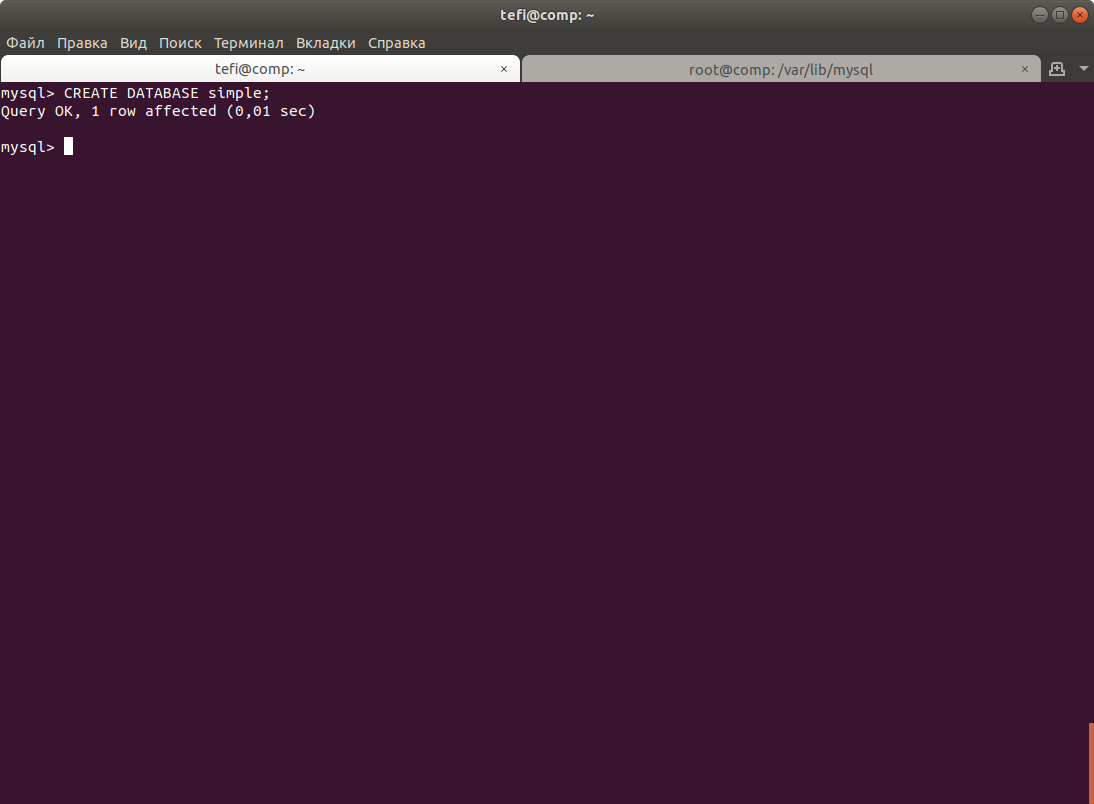 tefi@comp: ~
Файл Правка Вид Поиск Терминал Вкладки Справка
tefi@comp: ~ × root@comp: /var/lib/mysql ×
mysql> CREATE DATABASE simple;
Query OK, 1 row affected (0,01 sec)
mysql>